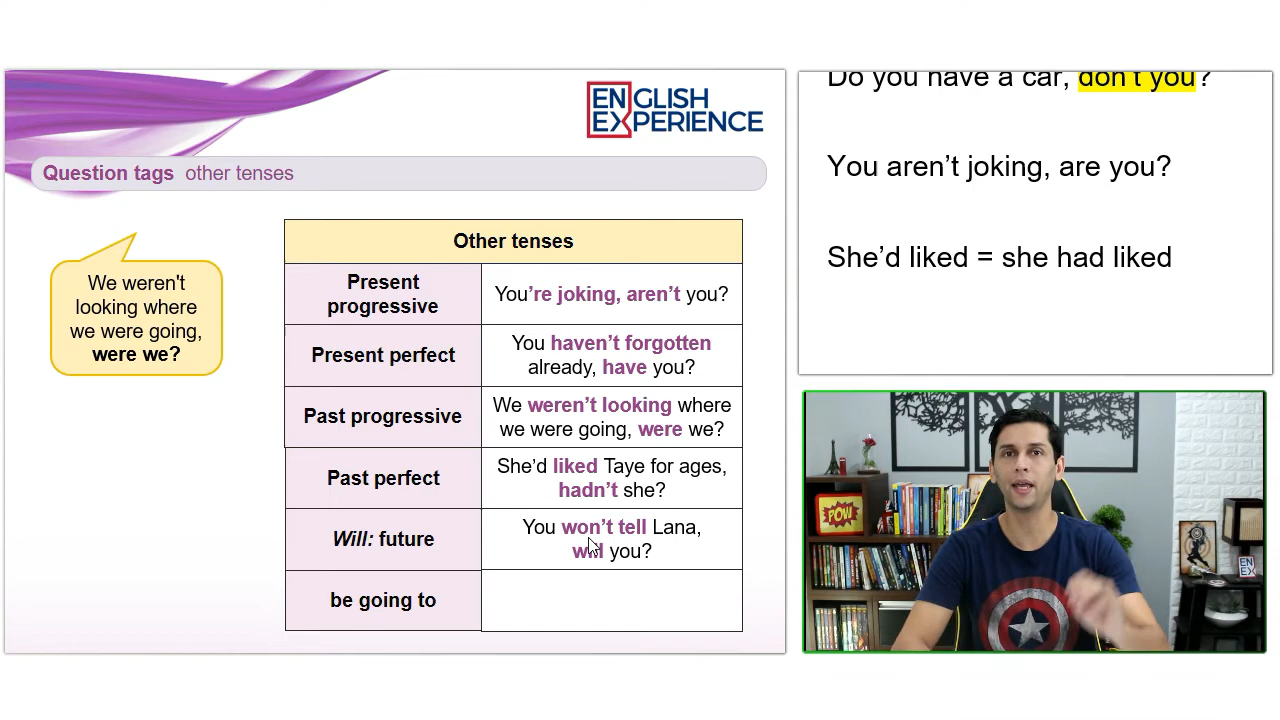 ENGLISH
EXPERIENCE
Question tags other tenses
We weren't
looking where
we were going,
were we?
Other tenses
Present
progressive
You're joking, aren't you?
Present perfect
You haven't forgotten
already, have you?
Past progressive
We weren't looking where
we were going, were we?
Past perfect
She'd liked Taye for ages,
hadn't she?
Will: future
You won't tell Lana,
will you?
be going to
Do you have a car, don't you?
You aren't joking, are you?
She'd liked = she had liked
POW
EN
EX